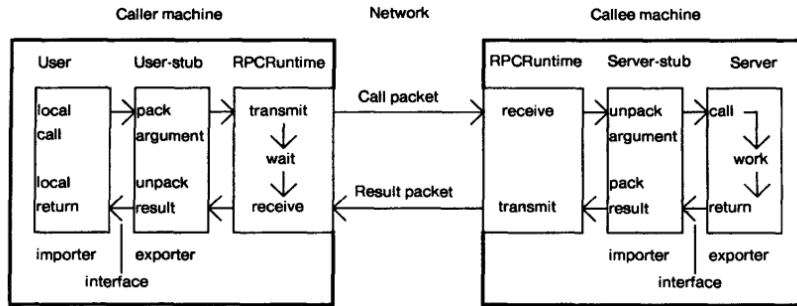 Caller machine Network Callee machine
User User-stub RPCRuntime RPCRuntime Server-stub Server
local pack transmit Call packet receive unpack call
call argument argument
wait work
local unpack Result packet pack
return result receive transmit result return
importer exporter importer exporter
interface interface